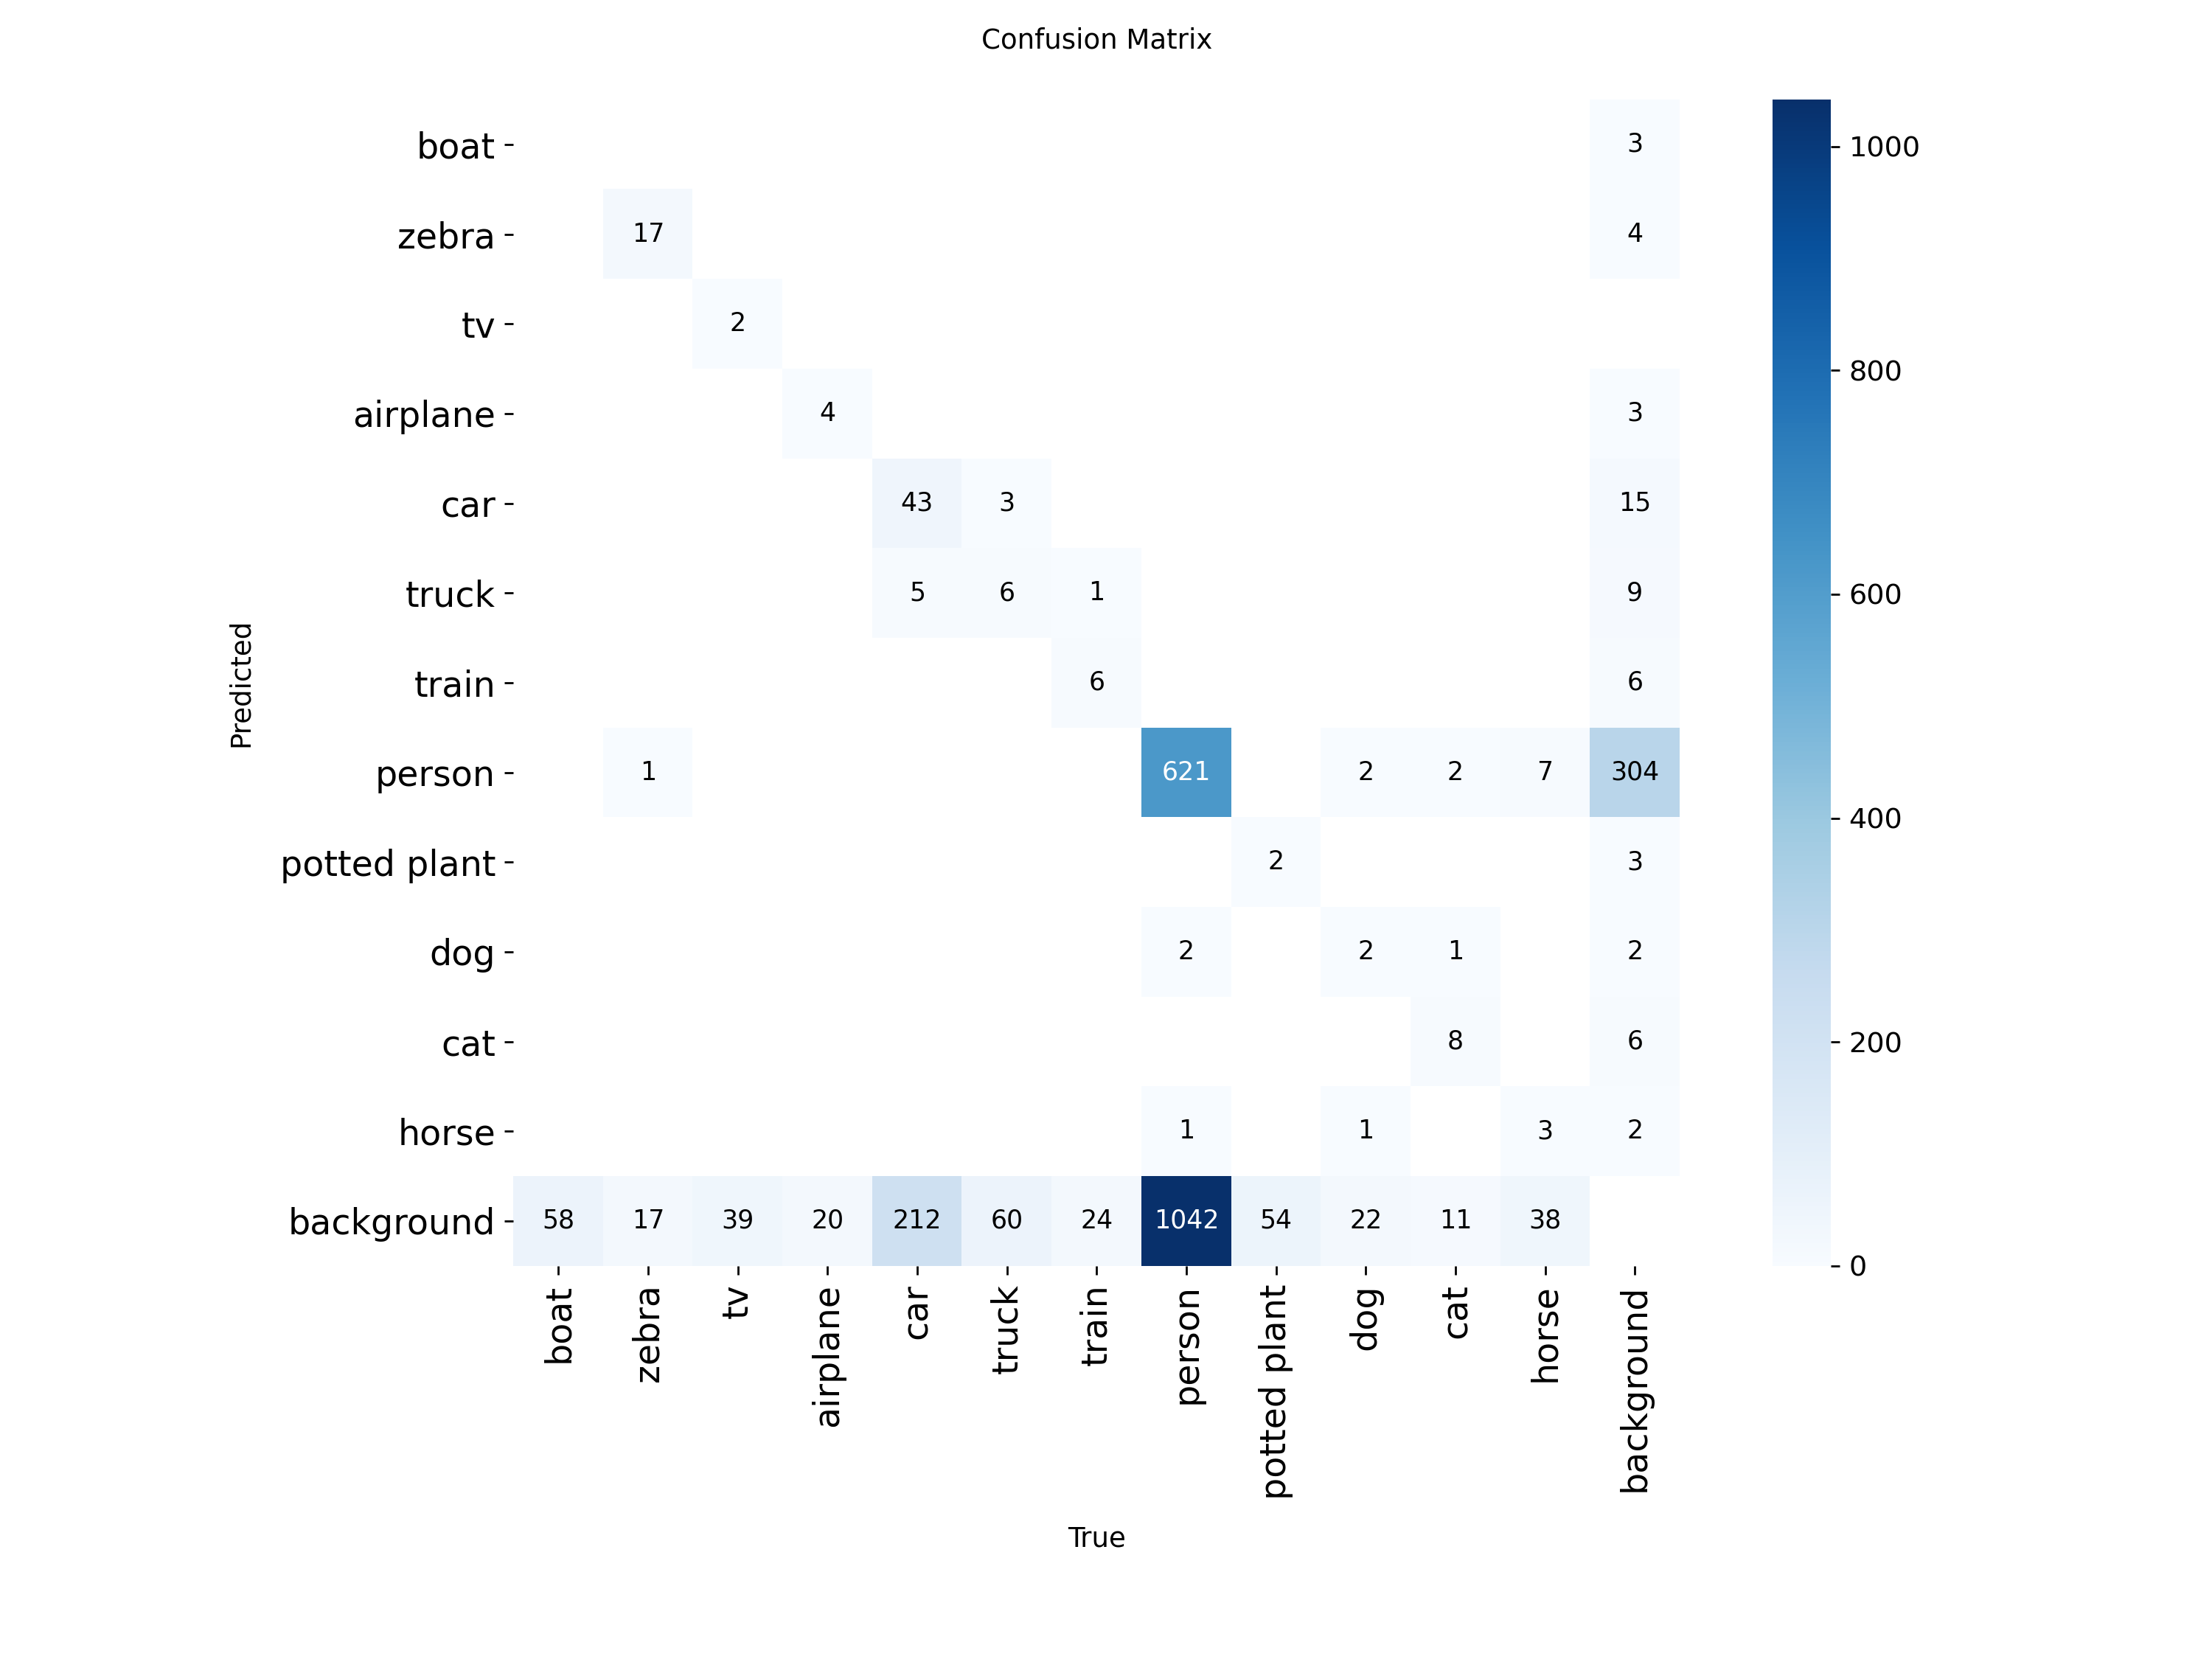 Confusion Matrix
boat 3
zebra 17 4
tv 2
airplane 4 3
car 43 3 15
truck 5 6 1 9
train 6 6
person 1 621 2 2 7 304
potted plant 2 3
dog 2 2 1 2
cat 8 6
horse 1 1 3 2
background 58 17 39 20 212 60 24 1042 54 22 11 38
boat zebra tv airplane car truck train person potted plant dog cat horse background
True
Predicted
1000
800
600
400
200
0